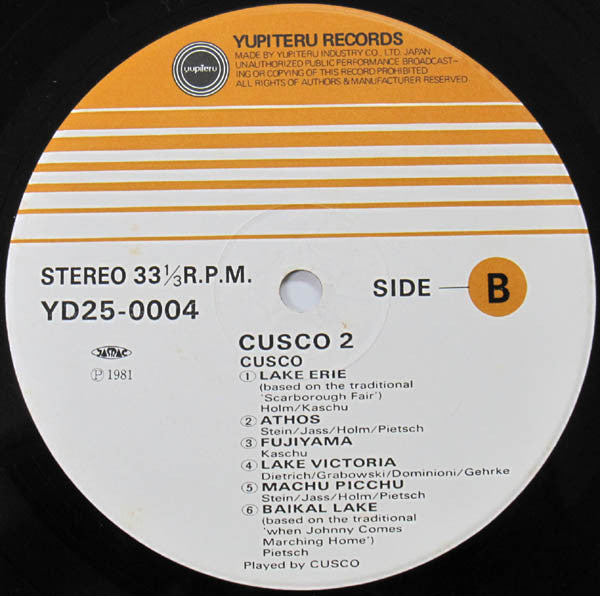 YUPITERU RECORDS
MADE BY YUPITERU INDUSTRY CO., LTD. JAPAN
UNAUTHORIZED PUBLIC PERFORMANCE BROADCAST-
ING OR COPYING OF THIS RECORD PROHIBITED
ALL RIGHTS OF AUTHORS & MANUFACTURER RESERVED.
yupiteru
STEREO 33 1/3 R.P.M.
YD25-0004
SIDE — B
JASRAC
Ⓟ 1981
CUSCO 2
CUSCO
① LAKE ERIE
(based on the traditional
'Scarborough Fair')
Holm/Kaschu
② ATHOS
Stein/Jass/Holm/Pietsch
③ FUJIYAMA
Kaschu
④ LAKE VICTORIA
Dietrich/Grabowski/Dominioni/Gehrke
⑤ MACHU PICCHU
Stein/Jass/Holm/Pietsch
⑥ BAIKAL LAKE
(based on the traditional
'when Johnny Comes
Marching Home')
Pietsch
Played by CUSCO